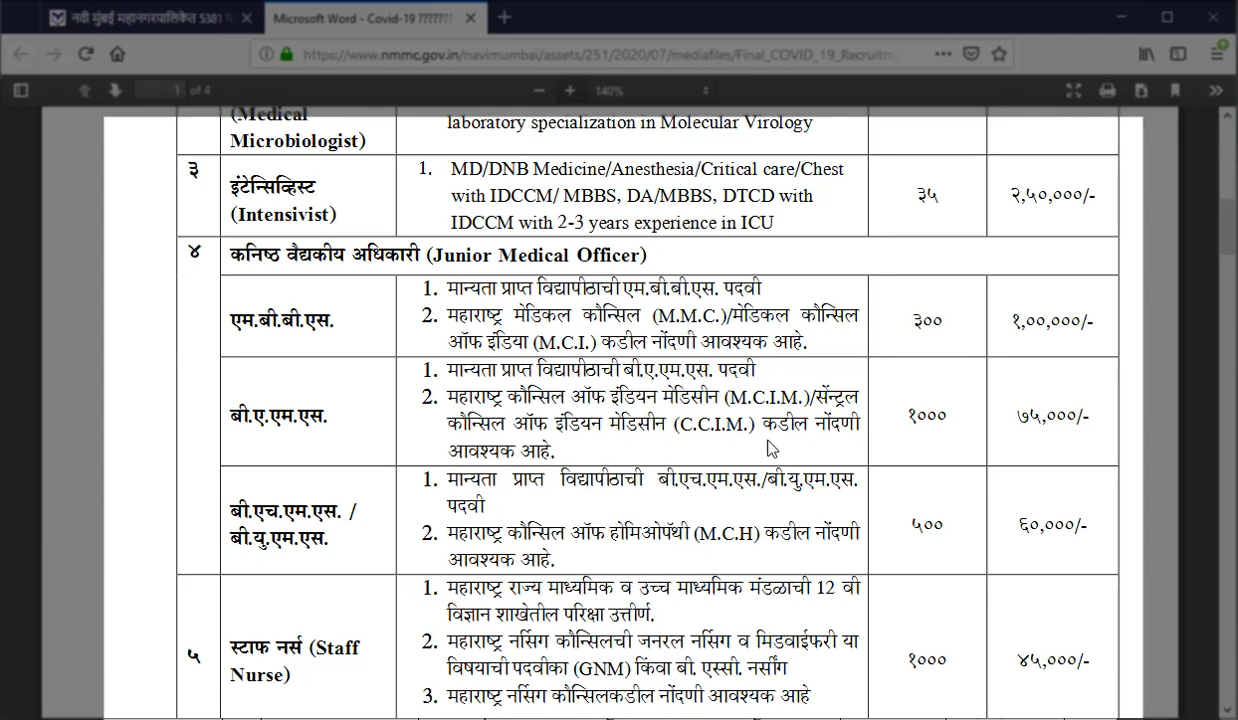 नवी मुंबई महानगरपालिकेत 5381 प
Microsoft Word - Covid-19 ???????
https://www.nmmc.gov.in/navimumbai/assets/251/2020/07/mediafiles/Final_COVID_19_Recruitm
1 of 4
140%
(Medical
Microbiologist)
laboratory specialization in Molecular Virology
३
इंटेन्सिव्हिस्ट
(Intensivist)
1. MD/DNB Medicine/Anesthesia/Critical care/Chest
with IDCCM/ MBBS, DA/MBBS, DTCD with
IDCCM with 2-3 years experience in ICU
३५
२,५०,०००/-
४
कनिष्ठ वैद्यकीय अधिकारी (Junior Medical Officer)
एम.बी.बी.एस.
1. मान्यता प्राप्त विद्यापीठाची एम.बी.बी.एस. पदवी
2. महाराष्ट्र मेडिकल कौन्सिल (M.M.C.)/मेडिकल कौन्सिल
ऑफ इंडिया (M.C.I.) कडील नोंदणी आवश्यक आहे.
३००
१,००,०००/-
बी.ए.एम.एस.
1. मान्यता प्राप्त विद्यापीठाची बी.ए.एम.एस. पदवी
2. महाराष्ट्र कौन्सिल ऑफ इंडियन मेडिसीन (M.C.I.M.)/सेंन्ट्रल
कौन्सिल ऑफ इंडियन मेडिसीन (C.C.I.M.) कडील नोंदणी
आवश्यक आहे.
१०००
७५,०००/-
बी.एच.एम.एस. /
बी.यु.एम.एस.
1. मान्यता प्राप्त विद्यापीठाची बी.एच.एम.एस./बी.यु.एम.एस.
पदवी
2. महाराष्ट्र कौन्सिल ऑफ होमिओपॅथी (M.C.H) कडील नोंदणी
आवश्यक आहे.
५००
६०,०००/-
५
स्टाफ नर्स (Staff
Nurse)
1. महाराष्ट्र राज्य माध्यमिक व उच्च माध्यमिक मंडळाची 12 वी
विज्ञान शाखेतील परिक्षा उत्तीर्ण.
2. महाराष्ट्र नर्सिग कौन्सिलची जनरल नर्सिग व मिडवाईफरी या
विषयाची पदवीका (GNM) किंवा बी. एस्सी. नर्सींग
3. महाराष्ट्र नर्सिग कौन्सिलकडील नोंदणी आवश्यक आहे
१०००
४५,०००/-